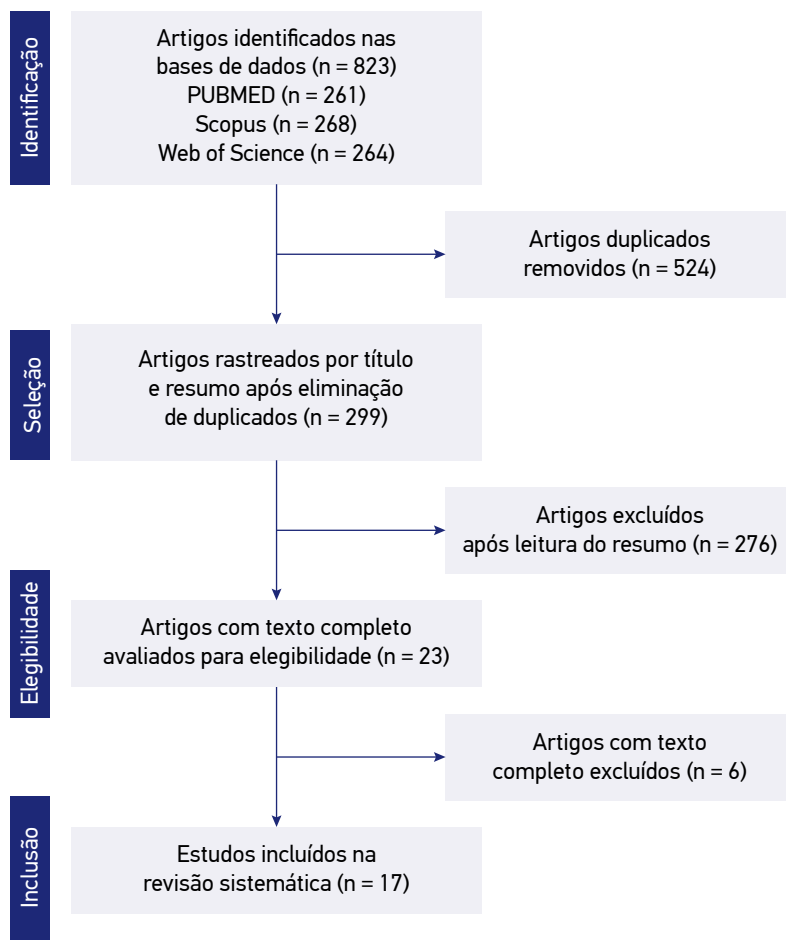 Identificação
Artigos identificados nas
bases de dados (n = 823)
PUBMED (n = 261)
Scopus (n = 268)
Web of Science (n = 264)
Artigos duplicados
removidos (n = 524)
Seleção
Artigos rastreados por título
e resumo após eliminação
de duplicados (n = 299)
Artigos excluídos
após leitura do resumo (n = 276)
Elegibilidade
Artigos com texto completo
avaliados para elegibilidade (n = 23)
Artigos com texto
completo excluídos (n = 6)
Inclusão
Estudos incluídos na
revisão sistemática (n = 17)